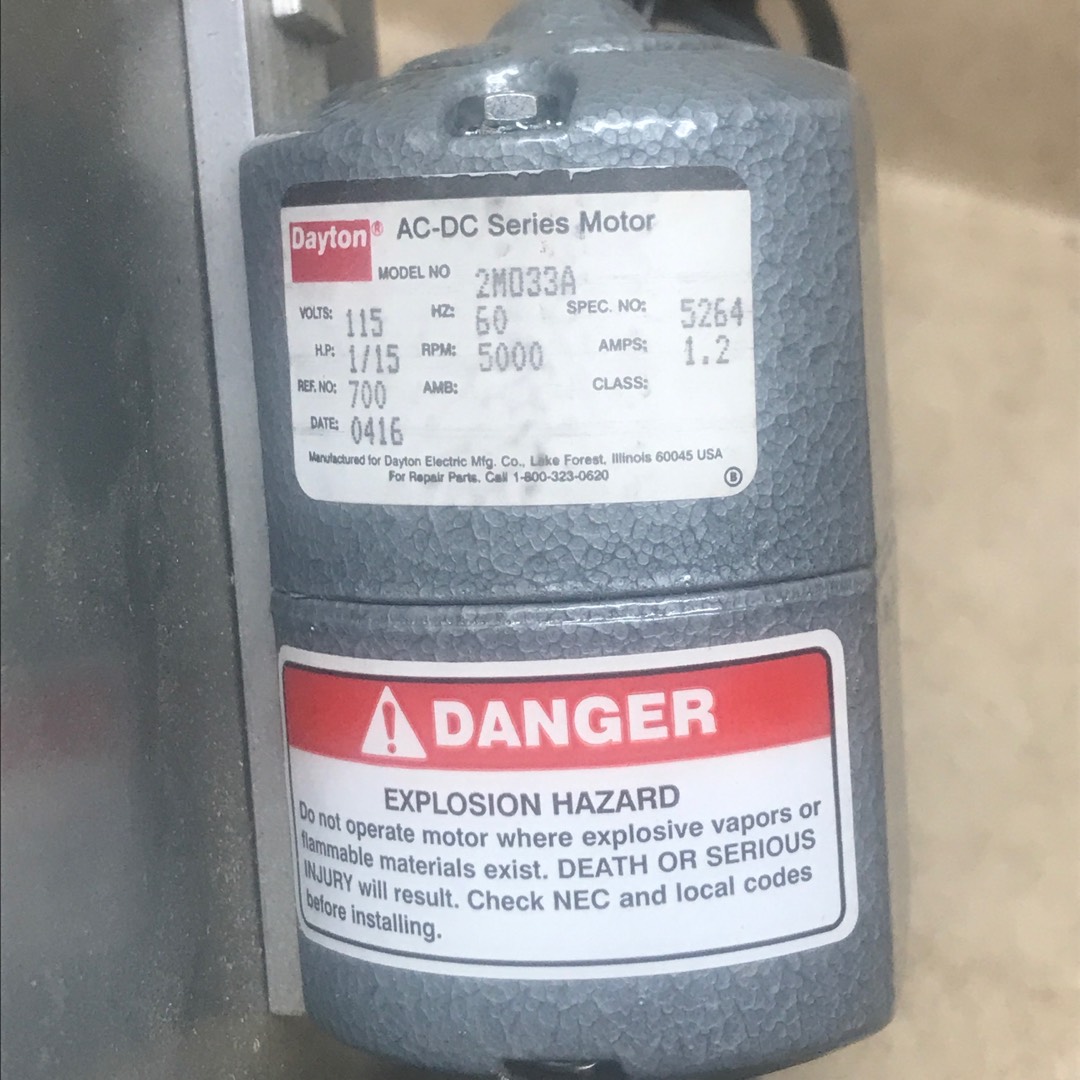 Dayton® AC-DC Series Motor
MODEL NO 2M033A
VOLTS: 115 HZ: 60 SPEC. NO: 5264
H.P: 1/15 RPM: 5000 AMPS: 1.2
REF. NO: 700 AMB: CLASS:
DATE: 0416
Manufactured for Dayton Electric Mfg. Co., Lake Forest, Illinois 60045 USA
For Repair Parts, Call 1-800-323-0620
B
DANGER
EXPLOSION HAZARD
Do not operate motor where explosive vapors or
flammable materials exist. DEATH OR SERIOUS
INJURY will result. Check NEC and local codes
before installing.